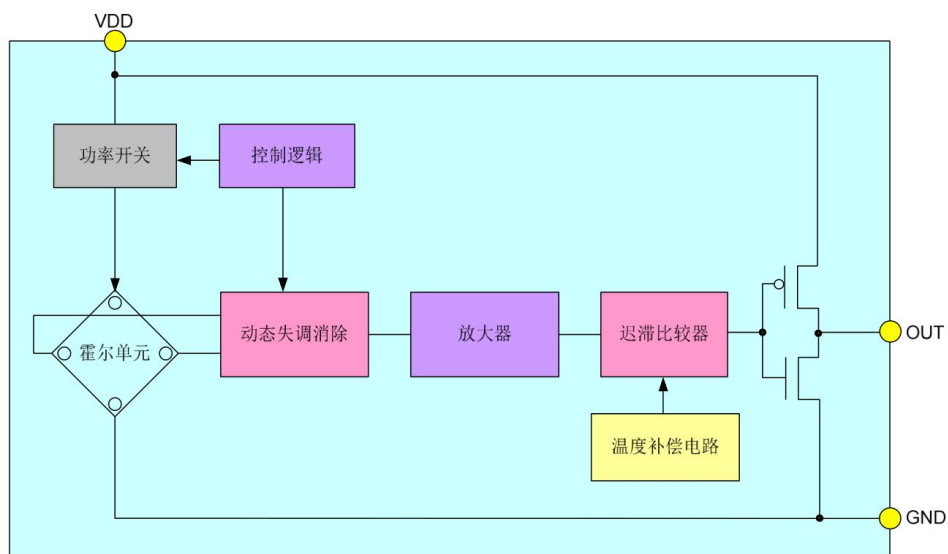 VDD
功率开关
控制逻辑
霍尔单元
动态失调消除
放大器
迟滞比较器
OUT
温度补偿电路
GND